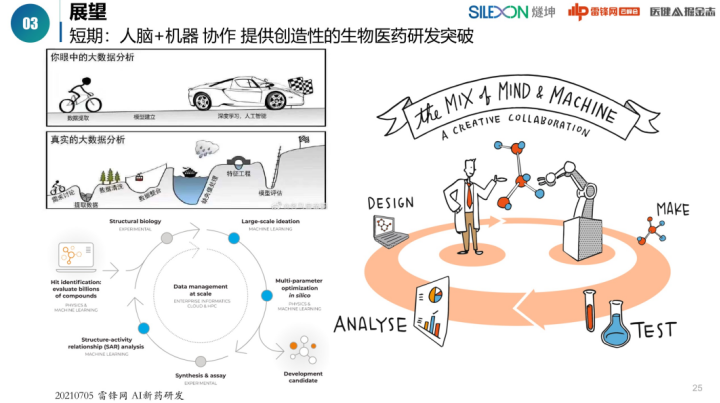 03
展望
短期：人脑+机器 协作 提供创造性的生物医药研发突破
SILEXON 燧坤
雷锋网
医健AI掘金志
你眼中的大数据分析
数据提取
模型建立
深度学习，人工智能
真实的大数据分析
需求讨论
提取数据
数据清洗
数据整合
缺失值处理
特征工程
模型评估
Structural biology
EXPERIMENTAL
Large-scale ideation
MACHINE LEARNING
Hit identification:
evaluate billions
of compounds
PHYSICS &
MACHINE LEARNING
Data management
at scale
ENTERPRISE INFORMATICS
CLOUD & HPC
Multi-parameter
optimization
in silico
PHYSICS &
MACHINE LEARNING
Structure-activity
relationship (SAR) analysis
MACHINE LEARNING
Synthesis & assay
EXPERIMENTAL
Development
candidate
the MIX of MIND & MACHINE
A CREATIVE COLLABORATION
DESIGN
MAKE
ANALYSE
TEST
20210705 雷锋网 AI新药研发
25